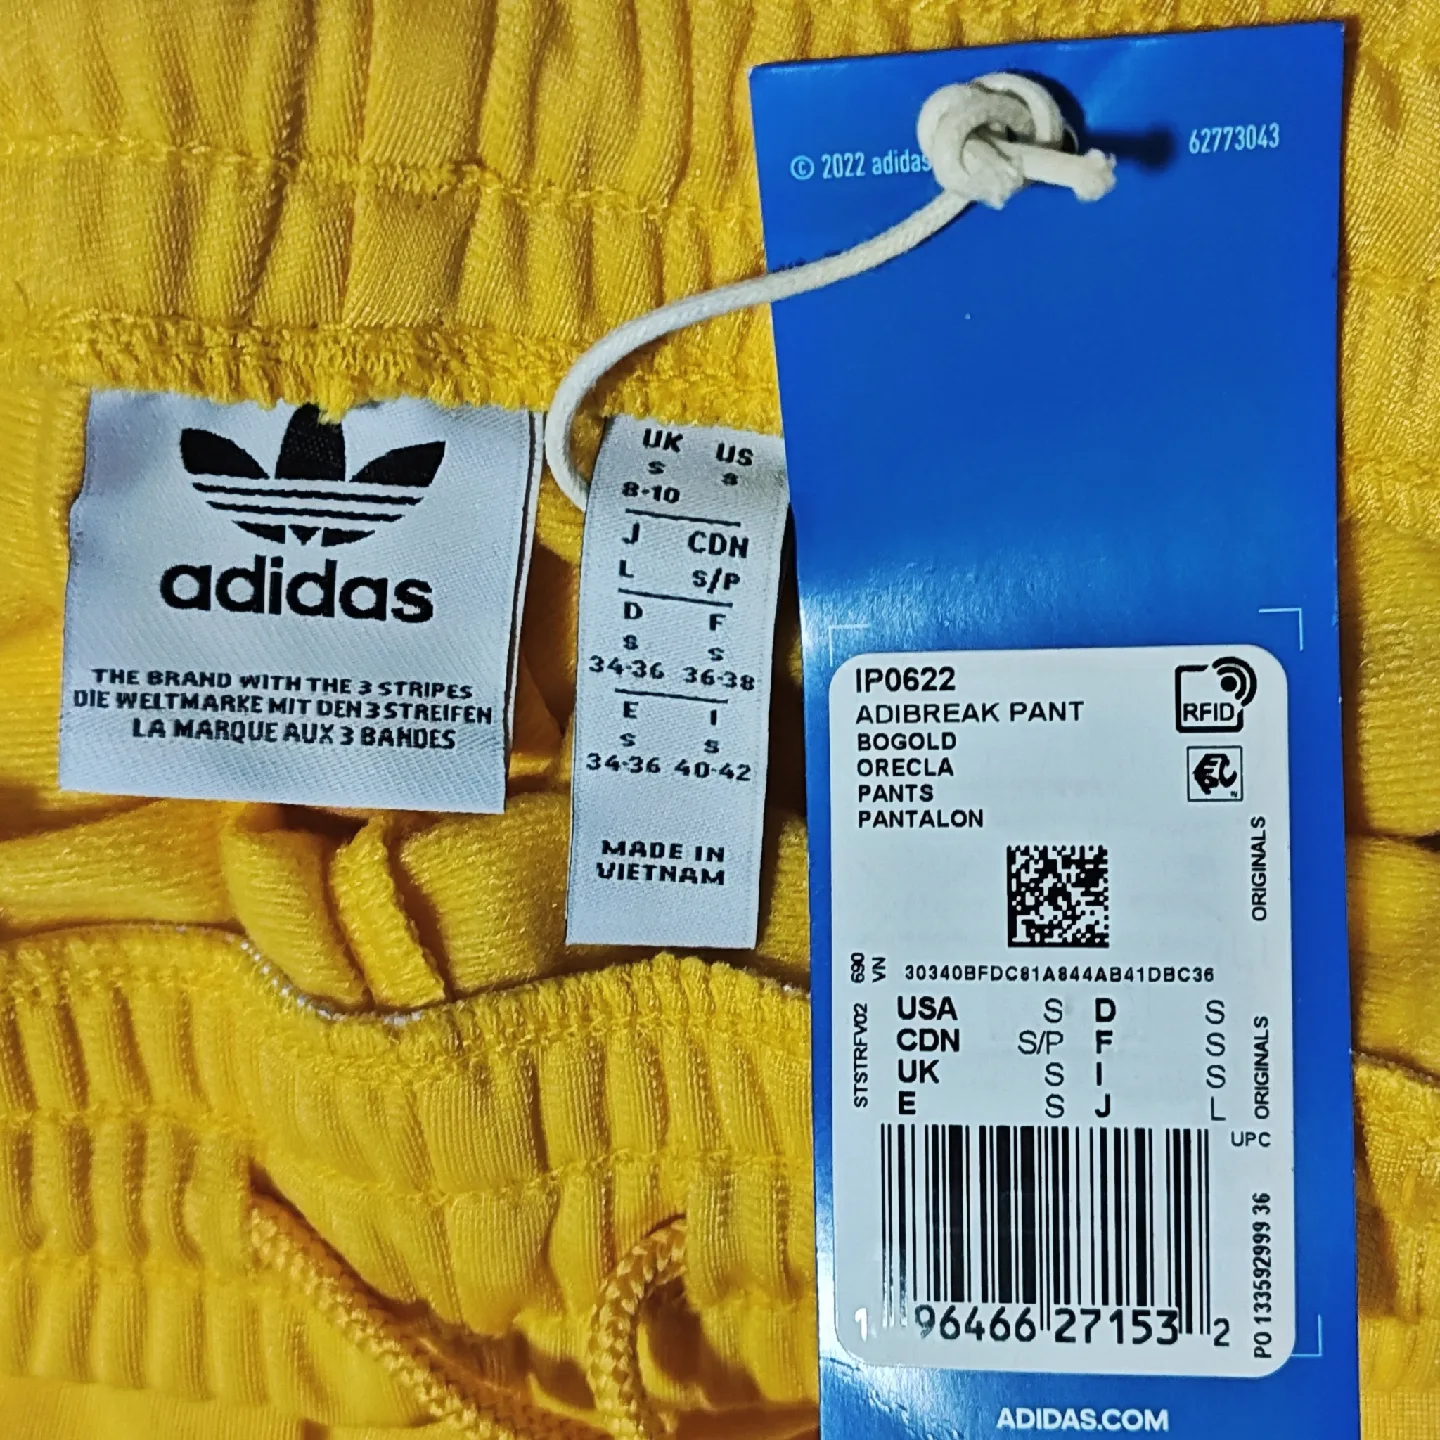 adidas
THE BRAND WITH THE 3 STRIPES
DIE WELTMARKE MIT DEN 3 STREIFEN
LA MARQUE AUX 3 BANDES
UK US
S S
8-10
J CDN
L S/P
D F
S S
34-36 36-38
E I
S S
34-36 40-42
MADE IN
VIETNAM
© 2022 adidas
62773043
IP0622
ADIBREAK PANT
BOGOLD
ORECLA
PANTS
PANTALON
RFID
ORIGINALS
690
VN
30340BFDC81A844AB41DBC36
STSTRFV02
USA S D S
CDN S/P F S
UK S I S
E S J L
ORIGINALS
UPC
1 96466 27153 2
PO 133592999 36
ADIDAS.COM